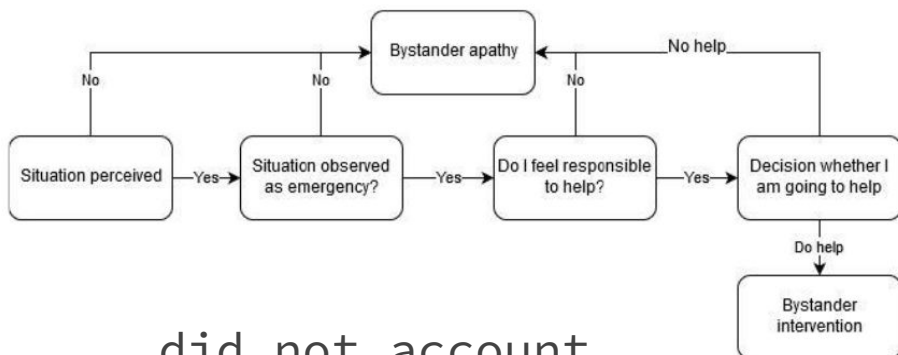 Bystander apathy
No help
No
No
No
Situation perceived
Yes
Situation observed
as emergency?
Yes
Do I feel responsible
to help?
Yes
Decision whether I
am going to help
Do help
Bystander
intervention
did not account